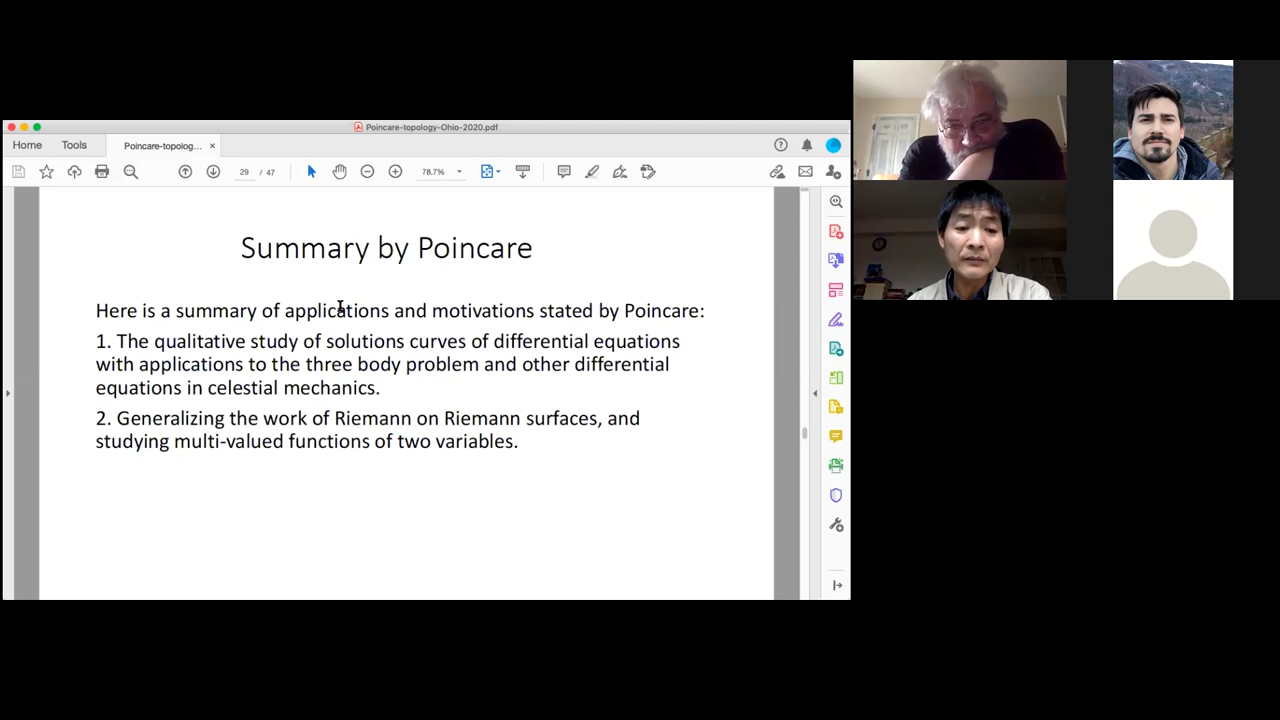 Poincare-topology-Ohio-2020.pdf
Home Tools Poincare-topolog... ×
29 / 47 78.7%
Summary by Poincare
Here is a summary of applications and motivations stated by Poincare:
1. The qualitative study of solutions curves of differential equations
with applications to the three body problem and other differential
equations in celestial mechanics.
2. Generalizing the work of Riemann on Riemann surfaces, and
studying multi-valued functions of two variables.